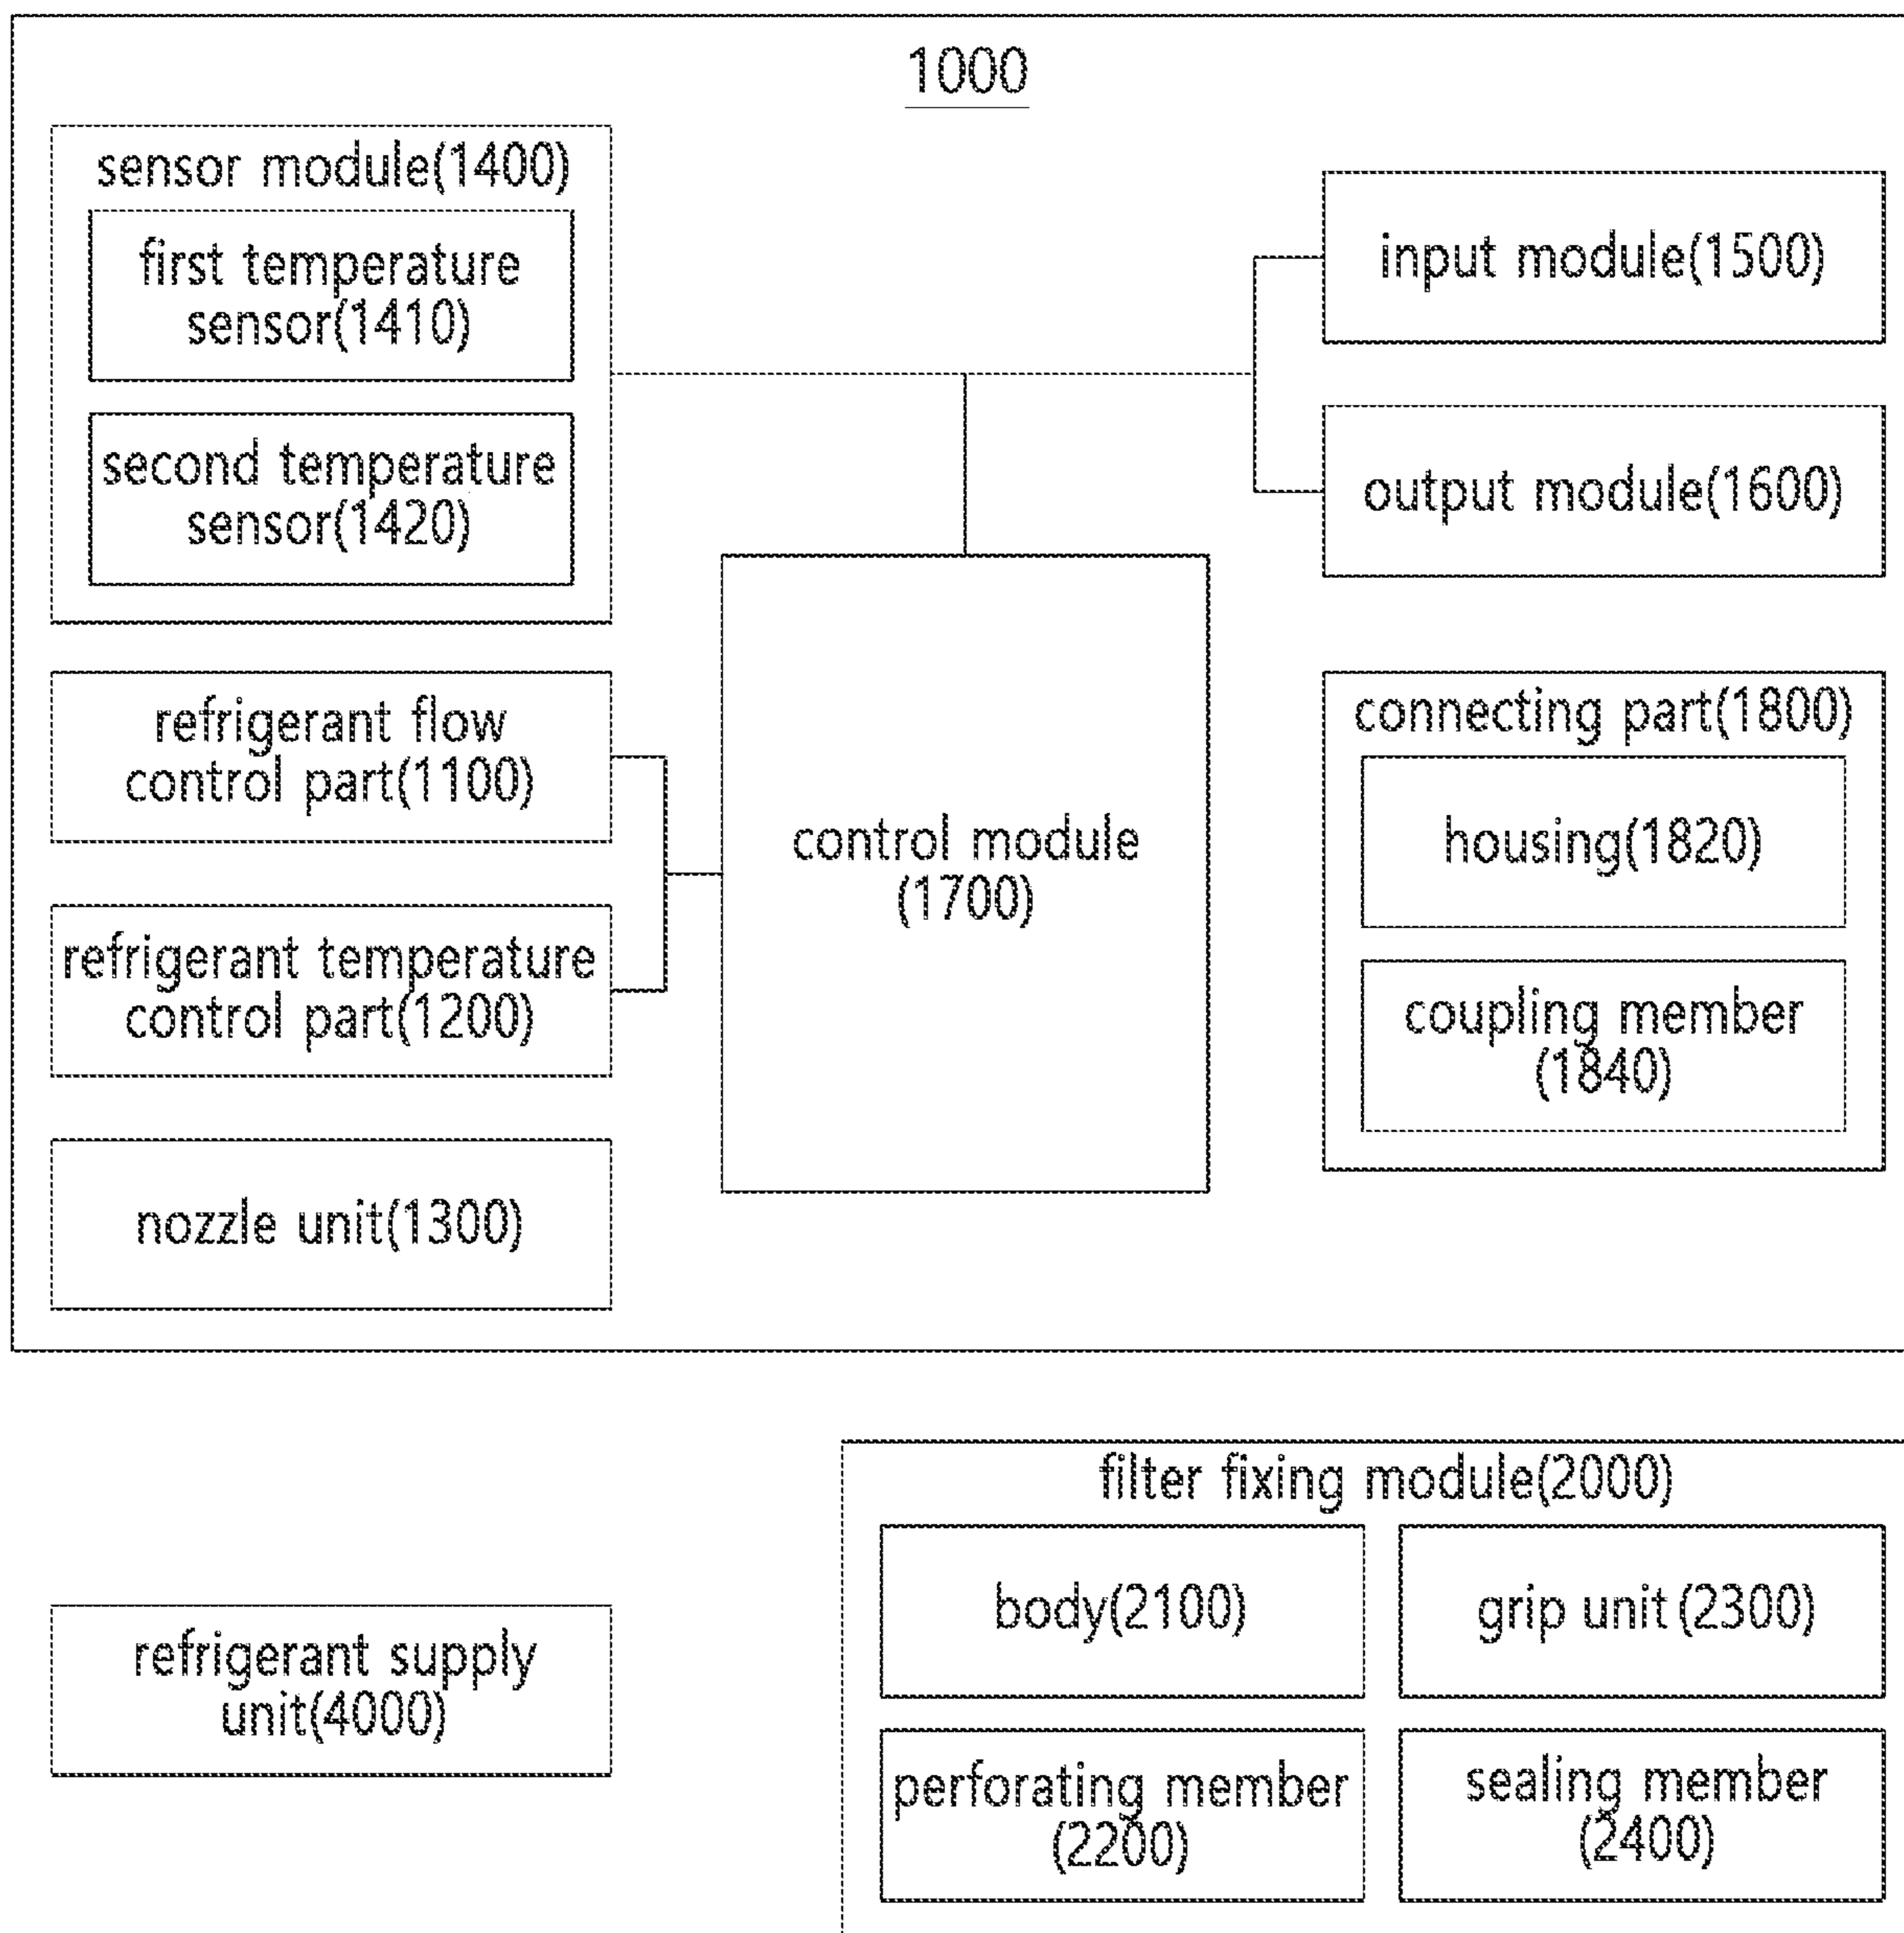 1000
sensor module(1400)
first temperature
sensor(1410)
second temperature
sensor(1420)
refrigerant flow
control part(1100)
refrigerant temperature
control part(1200)
nozzle unit(1300)
control module
(1700)
input module(1500)
output module(1600)
connecting part(1800)
housing(1820)
coupling member
(1840)
refrigerant supply
unit(4000)
filter fixing module(2000)
body(2100)
grip unit(2300)
perforating member
(2200)
sealing member
(2400)